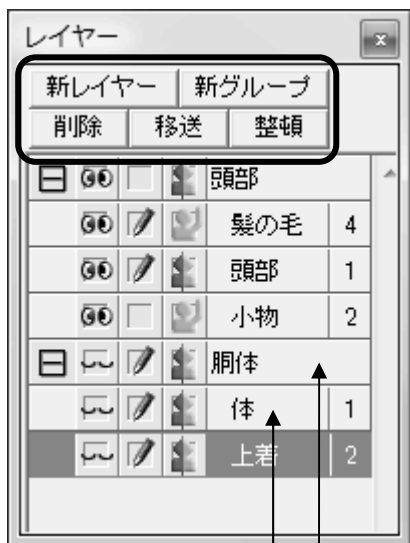 レイヤー
新レイヤー 新グループ
削除 移送 整頓
頭部
髪の毛 4
頭部 1
小物 2
胴体
体 1
上着 2